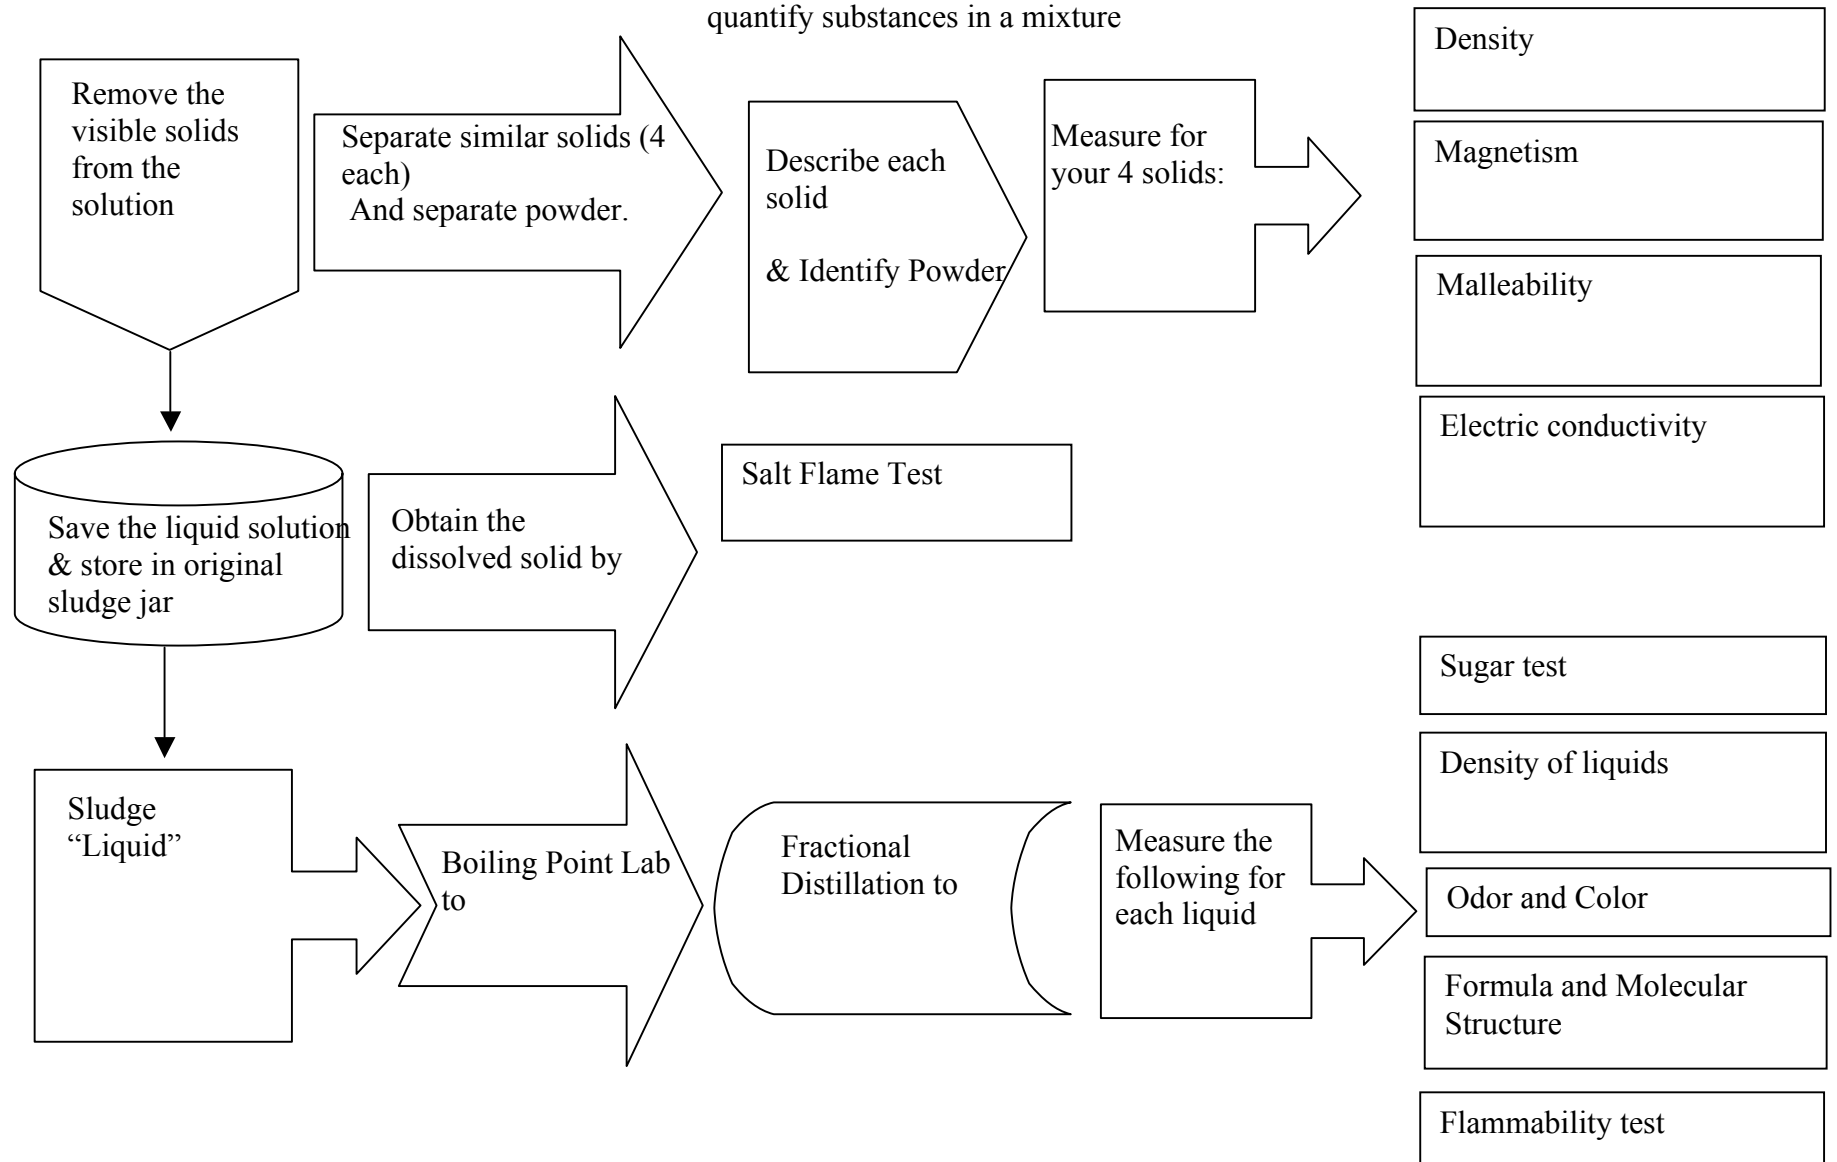 quantify substances in a mixture
Remove the
visible solids
from the
solution
Separate similar solids (4
each)
And separate powder.
Describe each
solid
& Identify Powder
Measure for
your 4 solids:
Density
Magnetism
Malleability
Electric conductivity
Save the liquid solution
& store in original
sludge jar
Obtain the
dissolved solid by
Salt Flame Test
Sludge
“Liquid”
Boiling Point Lab
to
Fractional
Distillation to
Measure the
following for
each liquid
Sugar test
Density of liquids
Odor and Color
Formula and Molecular
Structure
Flammability test